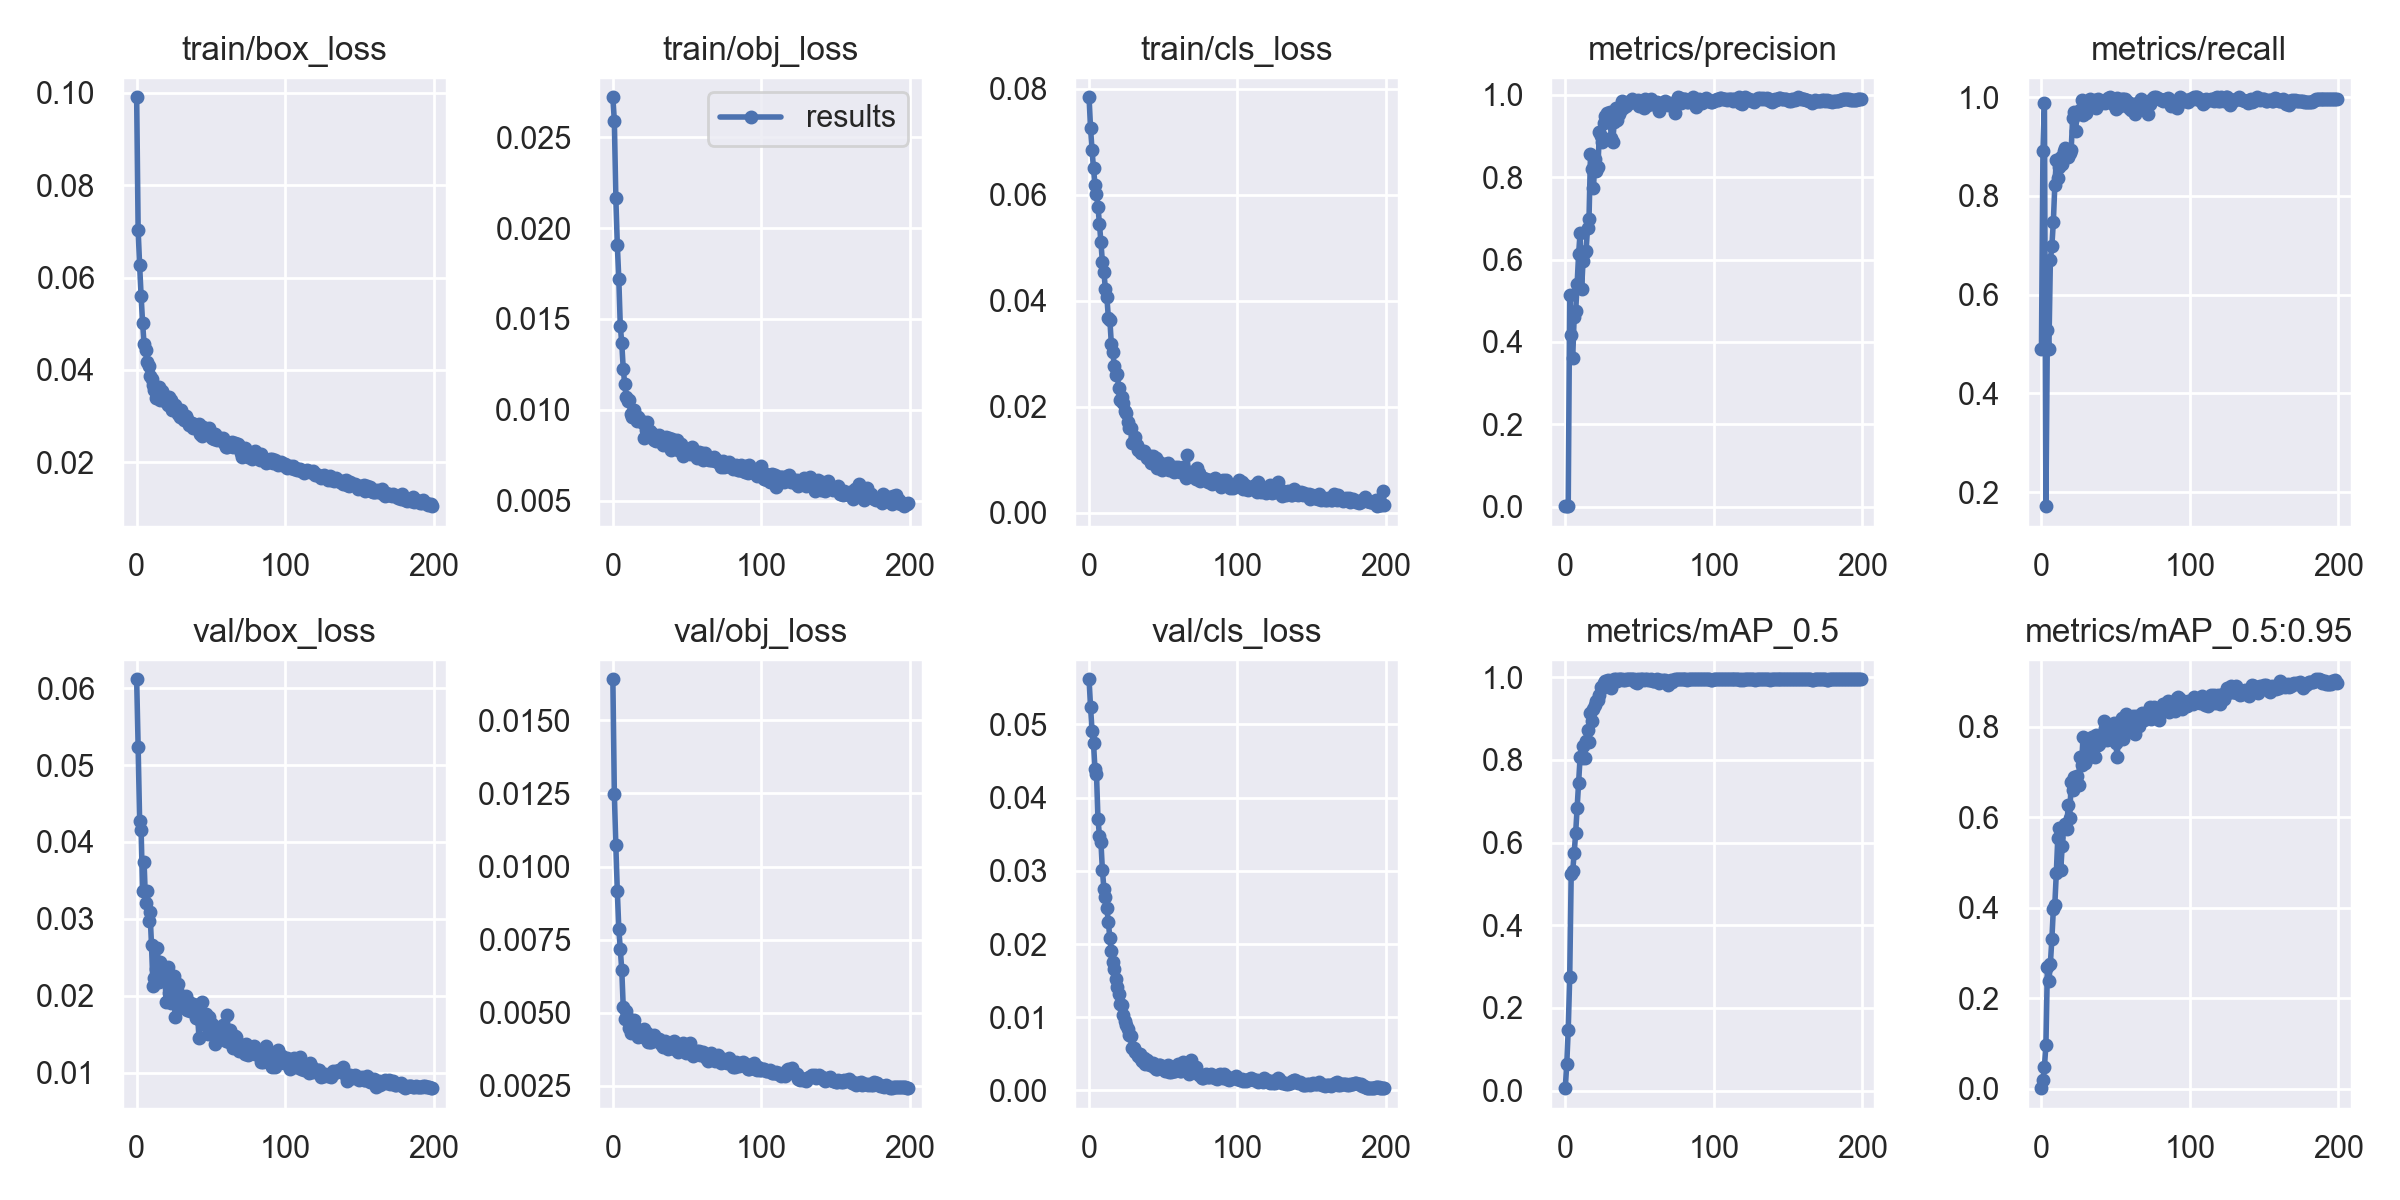 train/box_loss
0.10
0.08
0.06
0.04
0.02
0 100 200
train/obj_loss
results
0.025
0.020
0.015
0.010
0.005
0 100 200
train/cls_loss
0.08
0.06
0.04
0.02
0.00
0 100 200
metrics/precision
1.0
0.8
0.6
0.4
0.2
0.0
0 100 200
metrics/recall
1.0
0.8
0.6
0.4
0.2
0 100 200
val/box_loss
0.06
0.05
0.04
0.03
0.02
0.01
0 100 200
val/obj_loss
0.0150
0.0125
0.0100
0.0075
0.0050
0.0025
0 100 200
val/cls_loss
0.05
0.04
0.03
0.02
0.01
0.00
0 100 200
metrics/mAP_0.5
1.0
0.8
0.6
0.4
0.2
0.0
0 100 200
metrics/mAP_0.5:0.95
0.8
0.6
0.4
0.2
0.0
0 100 200